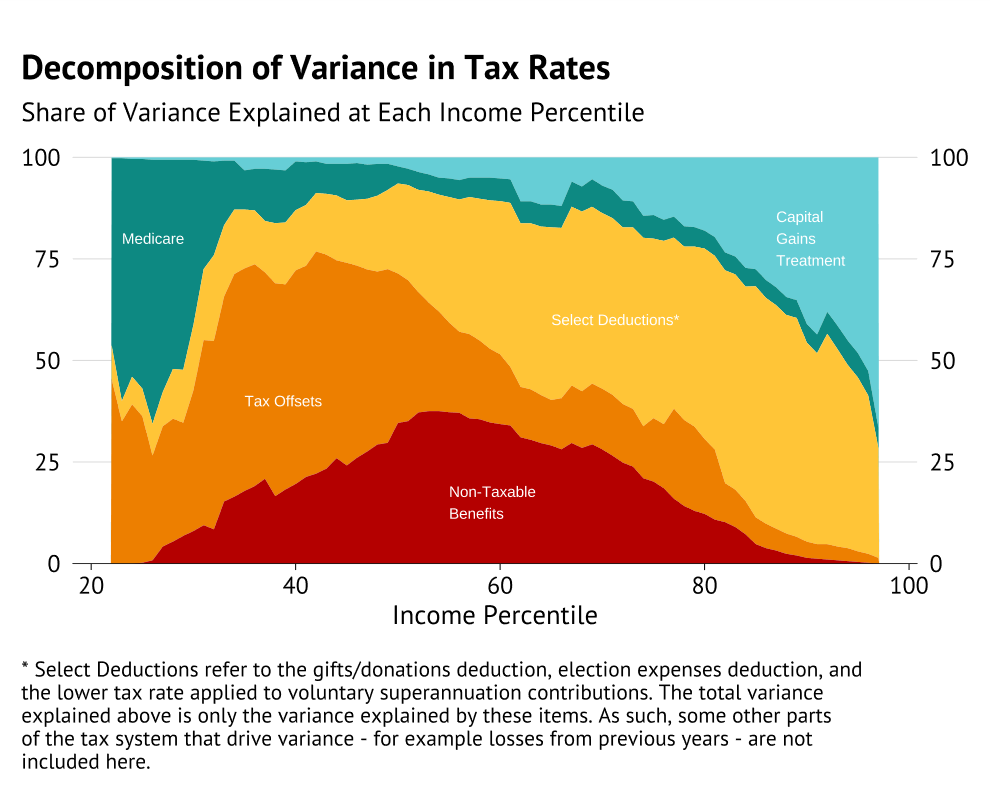 Decomposition of Variance in Tax Rates
Share of Variance Explained at Each Income Percentile
100 100
Capital
Gains
Treatment
Medicare
75 75
Select Deductions*
50 50
Tax Offsets
Non-Taxable
Benefits
25 25
0 0
20 40 60 80 100
Income Percentile
* Select Deductions refer to the gifts/donations deduction, election expenses deduction, and
the lower tax rate applied to voluntary superannuation contributions. The total variance
explained above is only the variance explained by these items. As such, some other parts
of the tax system that drive variance - for example losses from previous years - are not
included here.